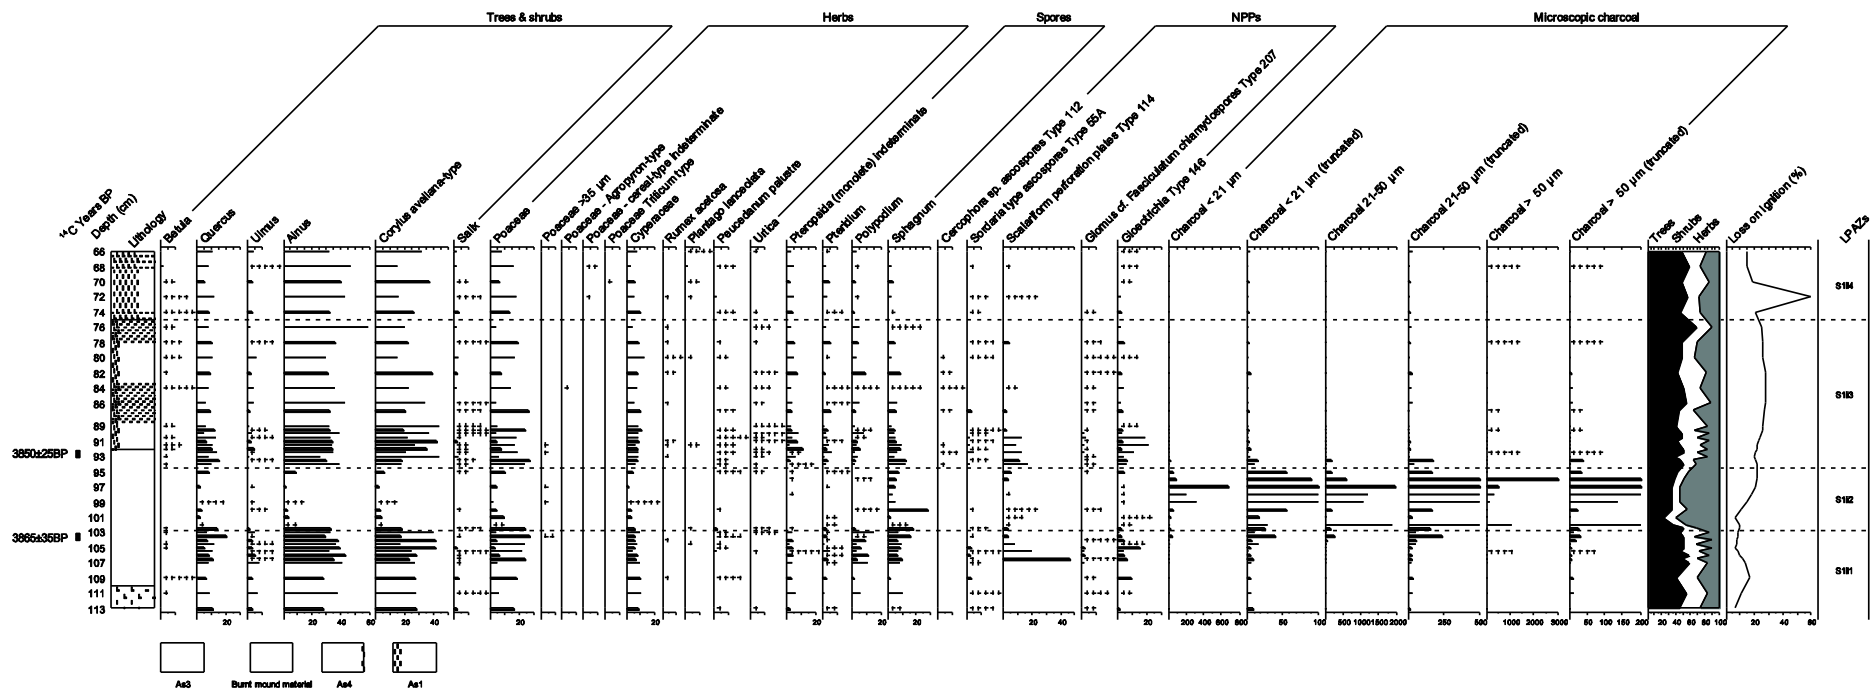 Trees & shrubs
Herbs
Spores
NPPs
Microscopic charcoal
14C Years BP
Depth (cm)
Lithology
Betula
Quercus
Ulmus
Alnus
Corylus avellana-type
Salix
Poaceae
Poaceae >35 µm
Poaceae - Agropyron-type
Poaceae - cereal-type indeterminate
Poaceae Triticum type
Cyperaceae
Rumex acetosa
Plantago lanceolata
Peucedanum palustre
Urtica
Pteropsida (monolete) indeterminate
Pteridium
Polypodium
Sphagnum
Cercophora sp. ascospores Type 112
Sordaria type ascospores Type 55A
Scalariform perforation plates Type 114
Glomus cf. Fasciculatum chlamydospores Type 207
Gloeotrichia Type 146
Charcoal < 21 µm
Charcoal < 21 µm (truncated)
Charcoal 21-50 µm
Charcoal 21-50 µm (truncated)
Charcoal > 50 µm
Charcoal > 50 µm (truncated)
Trees
Shrubs
Herbs
Loss on Ignition (%)
LPAZs
66
68
70
72
74
76
78
80
82
84
86
89
91
93
95
97
99
101
103
105
107
109
111
113
3850±25BP
3865±35BP
S1II4
S1II3
S1II2
S1II1
20
20 40 60
20 40
20
20
20
20
20
20 40
20
200 400 600 800
50 100
500 1000 1500 2000
250 500
1000 2000 3000
100 200
20 40 60 80 100
20 40 60
As3
Burnt mound material
As4
As1